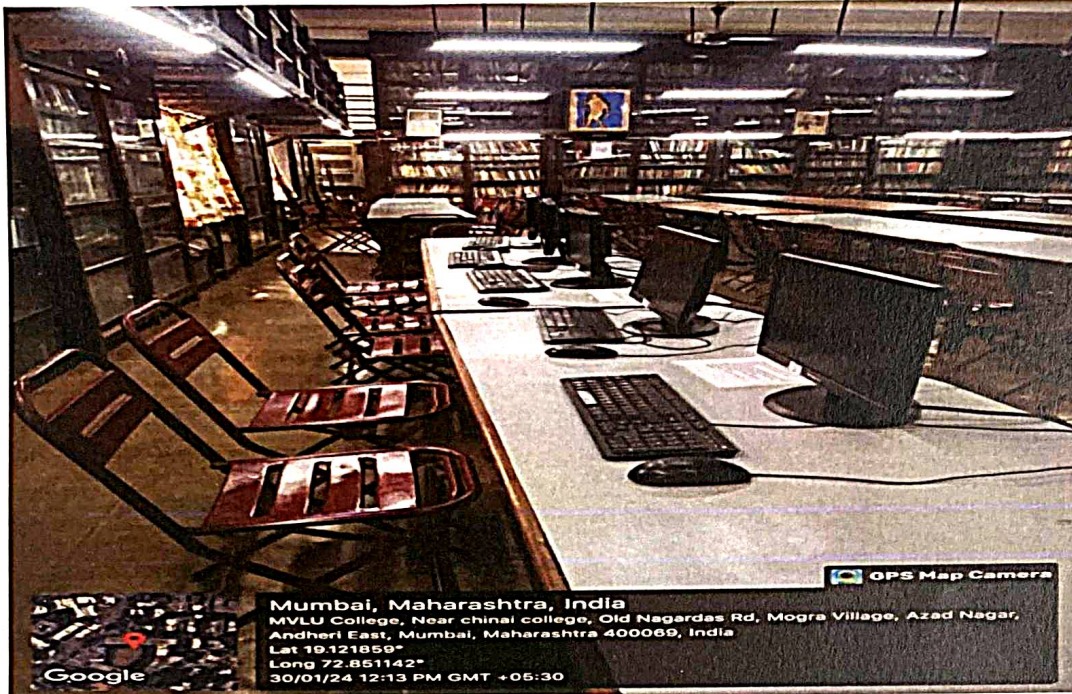 GPS Map Camera
Mumbai, Maharashtra, India
MVLU College, Near chinai college, Old Nagardas Rd, Mogra Village, Azad Nagar,
Andheri East, Mumbai, Maharashtra 400069, India
Lat 19.121859°
Long 72.851142°
30/01/24 12:13 PM GMT +05:30
Google